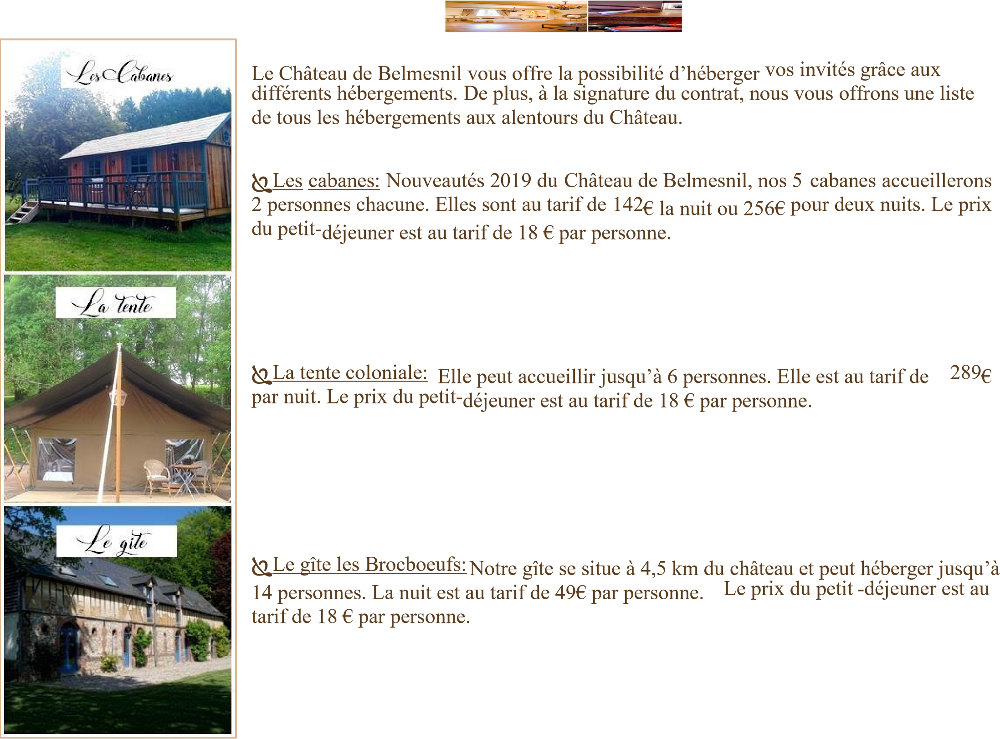 Les Cabanes
Le Château de Belmesnil vous offre la possibilité d’héberger vos invités grâce aux
différents hébergements. De plus, à la signature du contrat, nous vous offrons une liste
de tous les hébergements aux alentours du Château.
Les cabanes: Nouveautés 2019 du Château de Belmesnil, nos 5 cabanes accueillerons
2 personnes chacune. Elles sont au tarif de 142€ la nuit ou 256€ pour deux nuits. Le prix
du petit-déjeuner est au tarif de 18 € par personne.
La tente
La tente coloniale: Elle peut accueillir jusqu’à 6 personnes. Elle est au tarif de 289€
par nuit. Le prix du petit-déjeuner est au tarif de 18 € par personne.
Le gite
Le gîte les Brocboeufs: Notre gîte se situe à 4,5 km du château et peut héberger jusqu’à
14 personnes. La nuit est au tarif de 49€ par personne. Le prix du petit -déjeuner est au
tarif de 18 € par personne.